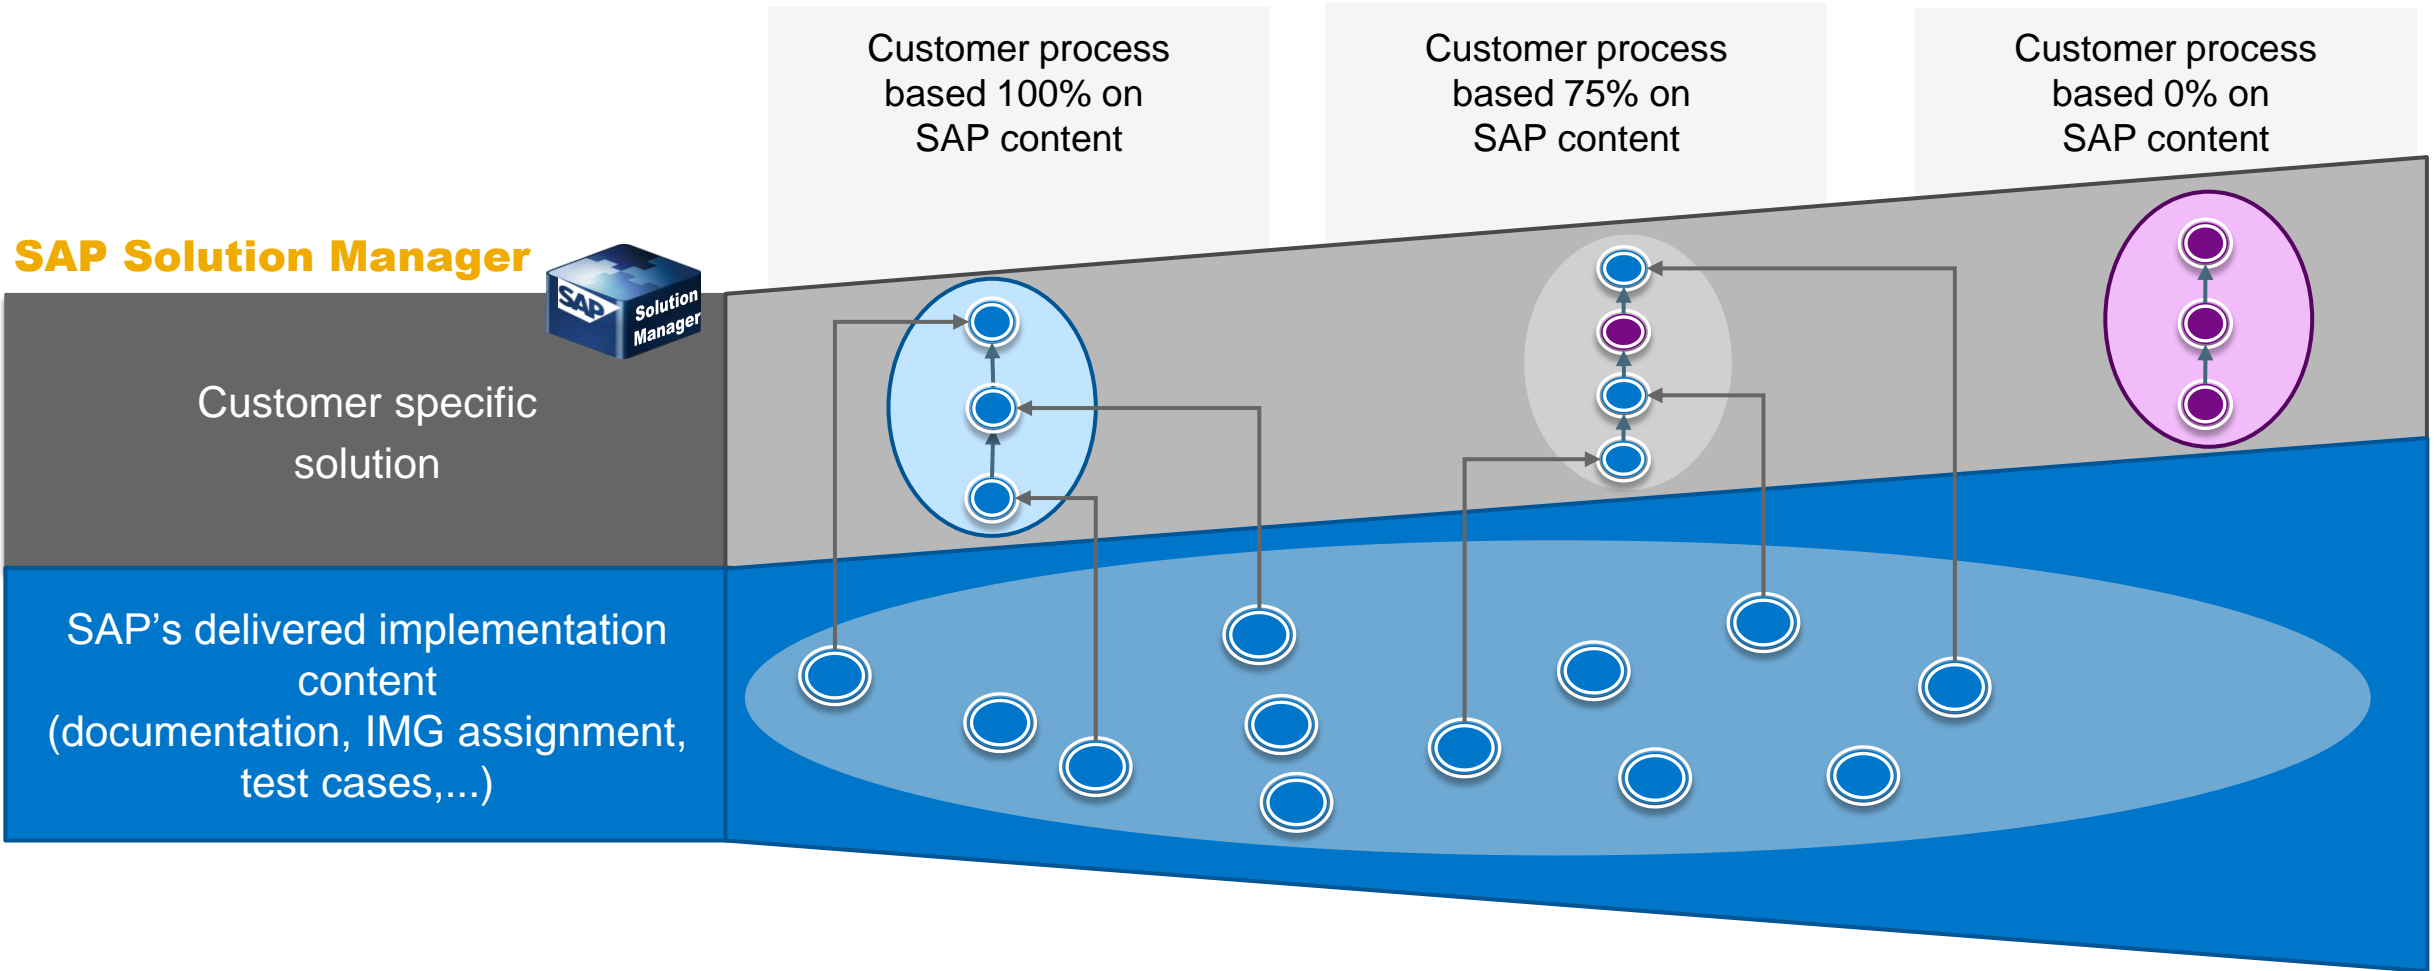 Customer process
based 100% on
SAP content
Customer process
based 75% on
SAP content
Customer process
based 0% on
SAP content
SAP Solution Manager
SAP
Solution
Manager
Customer specific
solution
SAP’s delivered implementation
content
(documentation, IMG assignment,
test cases,...)